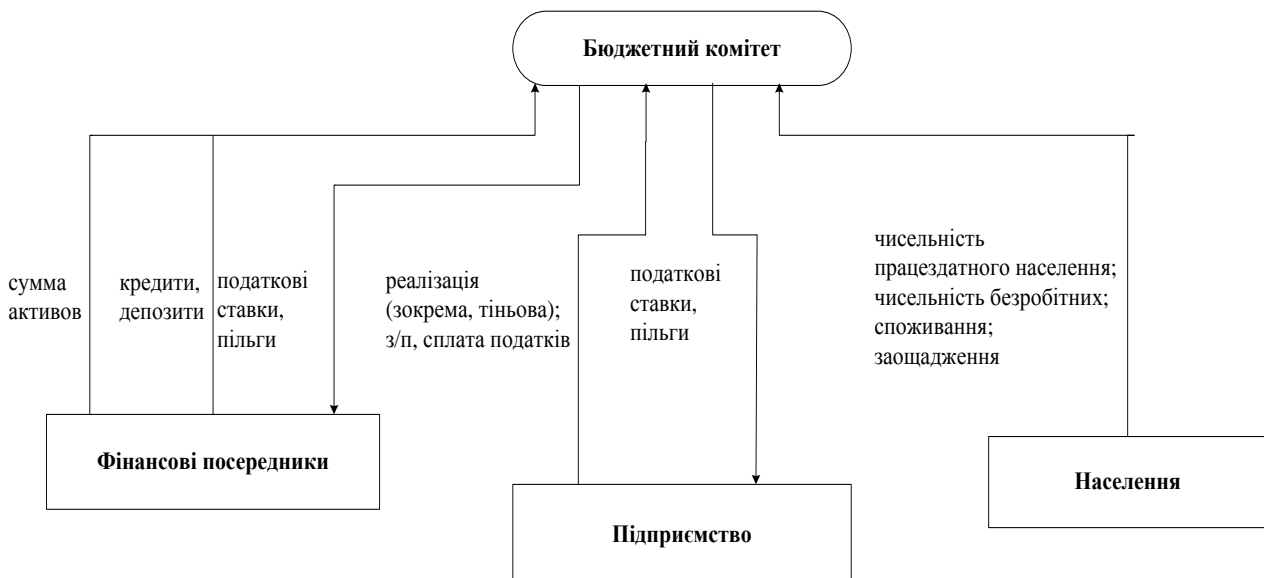 Бюджетний комітет
сумма
активов
кредити,
депозити
податкові
ставки,
пільги
реалізація
(зокрема, тіньова);
з/п, сплата податків
податкові
ставки,
пільги
чисельність
працездатного населення;
чисельність безробітних;
споживання;
заощадження
Фінансові посередники
Підприємство
Населення